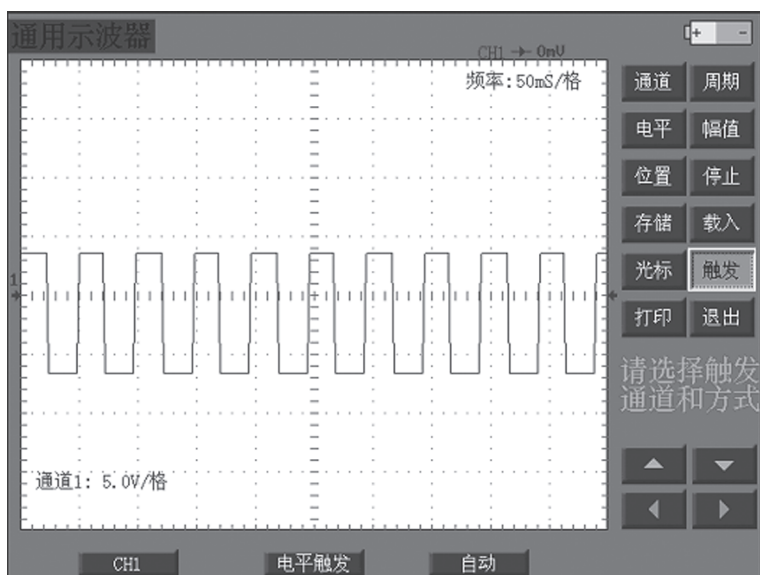 通用示波器
+ -
CH1 → 0mV
频率:50mS/格
通道 周期
电平 幅值
位置 停止
存储 载入
光标 触发
打印 退出
1
请选择触发
通道和方式
通道1: 5.0V/格
CH1 电平触发 自动